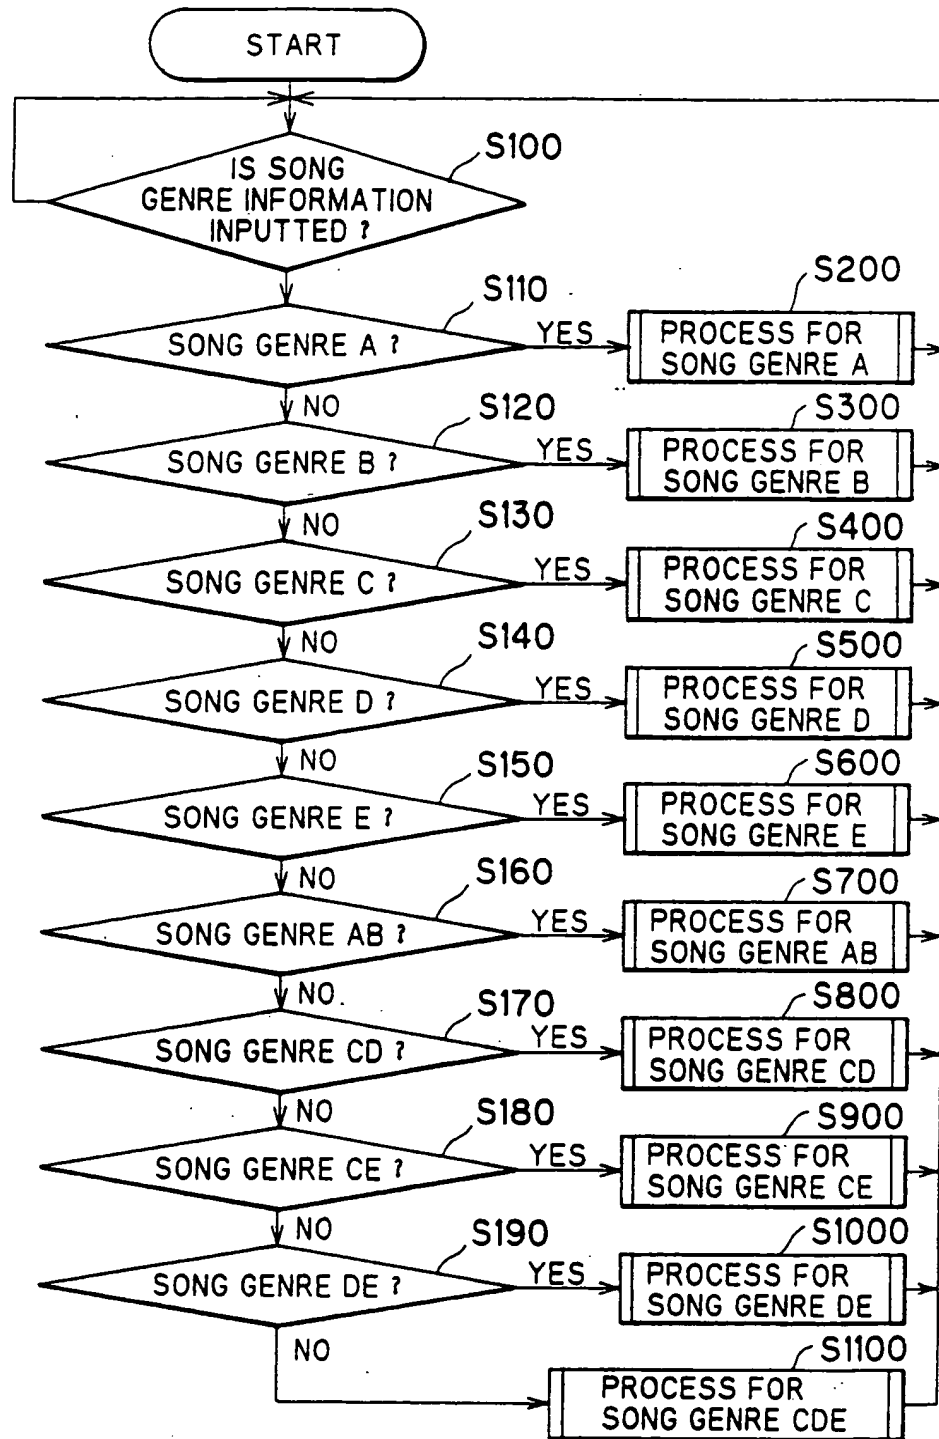 START
S100
IS SONG
GENRE INFORMATION
INPUTTED ?
S110
SONG GENRE A ?
YES
S200
PROCESS FOR
SONG GENRE A
NO
S120
SONG GENRE B ?
YES
S300
PROCESS FOR
SONG GENRE B
NO
S130
SONG GENRE C ?
YES
S400
PROCESS FOR
SONG GENRE C
NO
S140
SONG GENRE D ?
YES
S500
PROCESS FOR
SONG GENRE D
NO
S150
SONG GENRE E ?
YES
S600
PROCESS FOR
SONG GENRE E
NO
S160
SONG GENRE AB ?
YES
S700
PROCESS FOR
SONG GENRE AB
NO
S170
SONG GENRE CD ?
YES
S800
PROCESS FOR
SONG GENRE CD
NO
S180
SONG GENRE CE ?
YES
S900
PROCESS FOR
SONG GENRE CE
NO
S190
SONG GENRE DE ?
YES
S1000
PROCESS FOR
SONG GENRE DE
NO
S1100
PROCESS FOR
SONG GENRE CDE